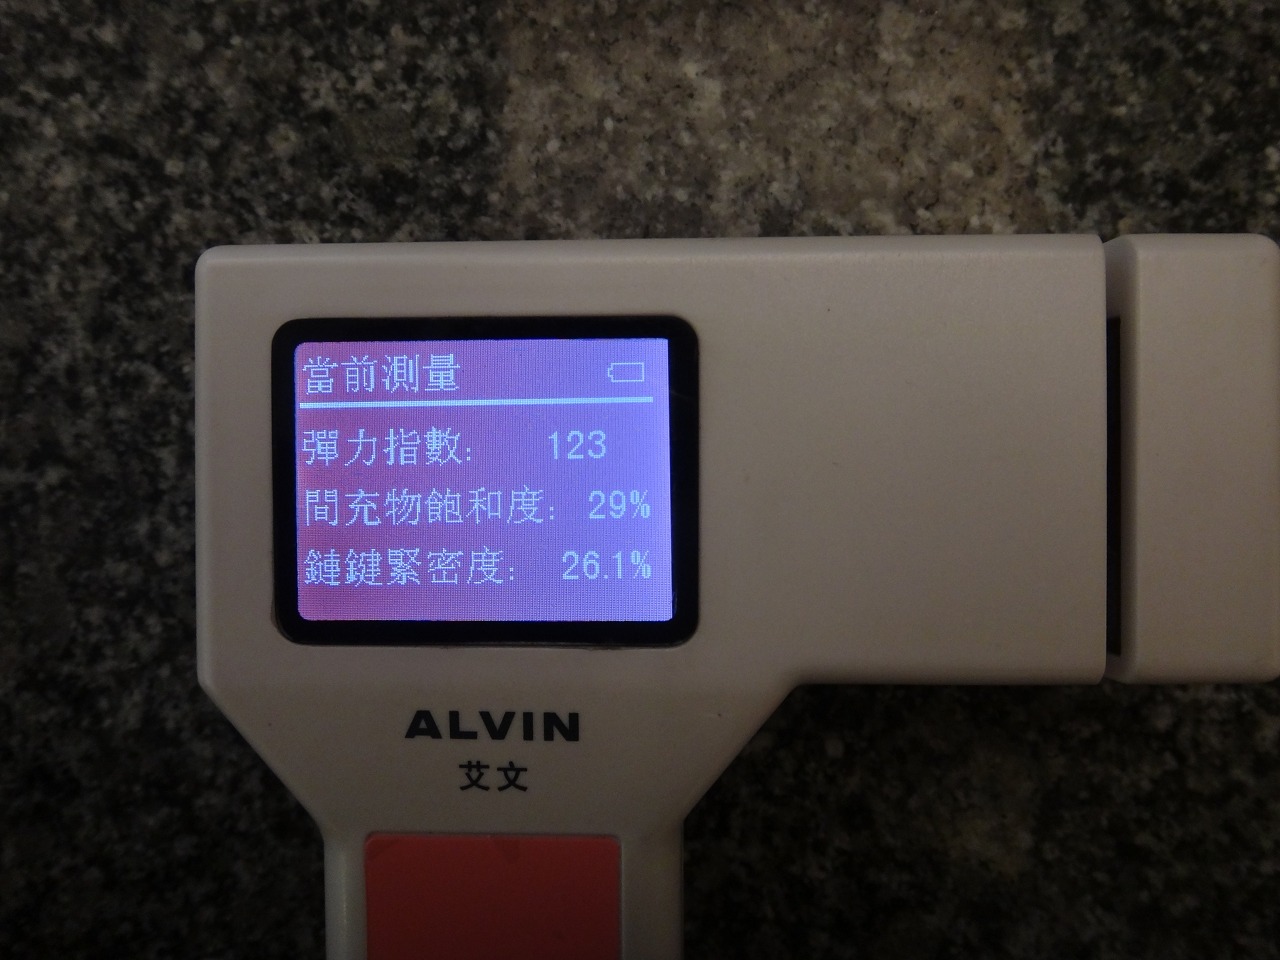 當前測量
彈力指數: 123
間充物飽和度: 29%
鏈鍵緊密度: 26.1%
ALVIN
艾文